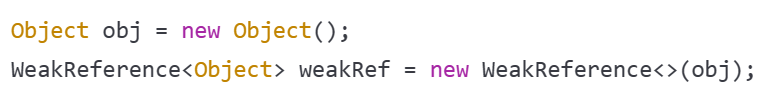 Object obj = new Object();
WeakReference<Object> weakRef = new WeakReference<>(obj);